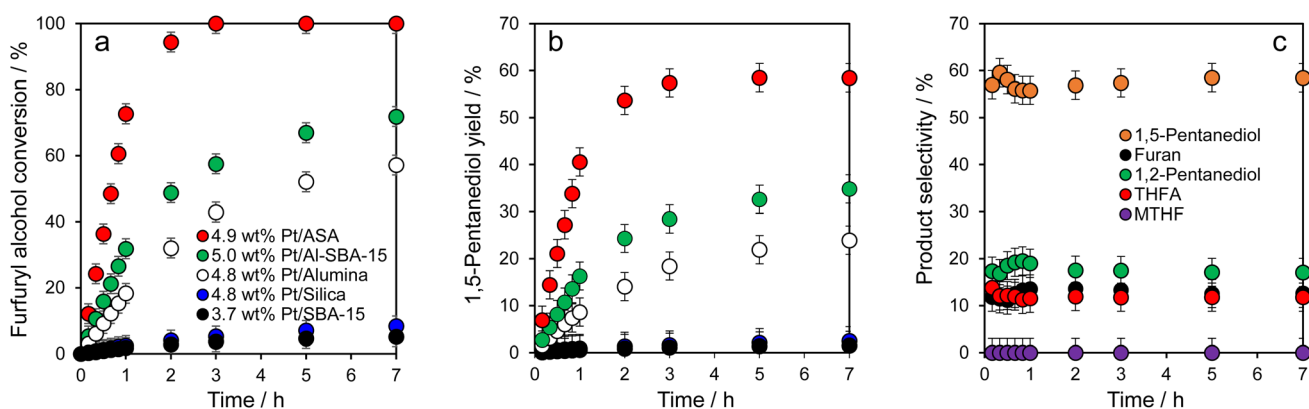 a
Furfuryl alcohol conversion / %
100
80
60
40
20
0
4.9 wt% Pt/ASA
5.0 wt% Pt/Al-SBA-15
4.8 wt% Pt/Alumina
4.8 wt% Pt/Silica
3.7 wt% Pt/SBA-15
0 1 2 3 4 5 6 7
Time / h
b
1,5-Pentanediol yield / %
70
60
50
40
30
20
10
0
0 1 2 3 4 5 6 7
Time / h
c
Product selectivity / %
70
60
50
40
30
20
10
0
1,5-Pentanediol
Furan
1,2-Pentanediol
THFA
MTHF
0 1 2 3 4 5 6 7
Time / h